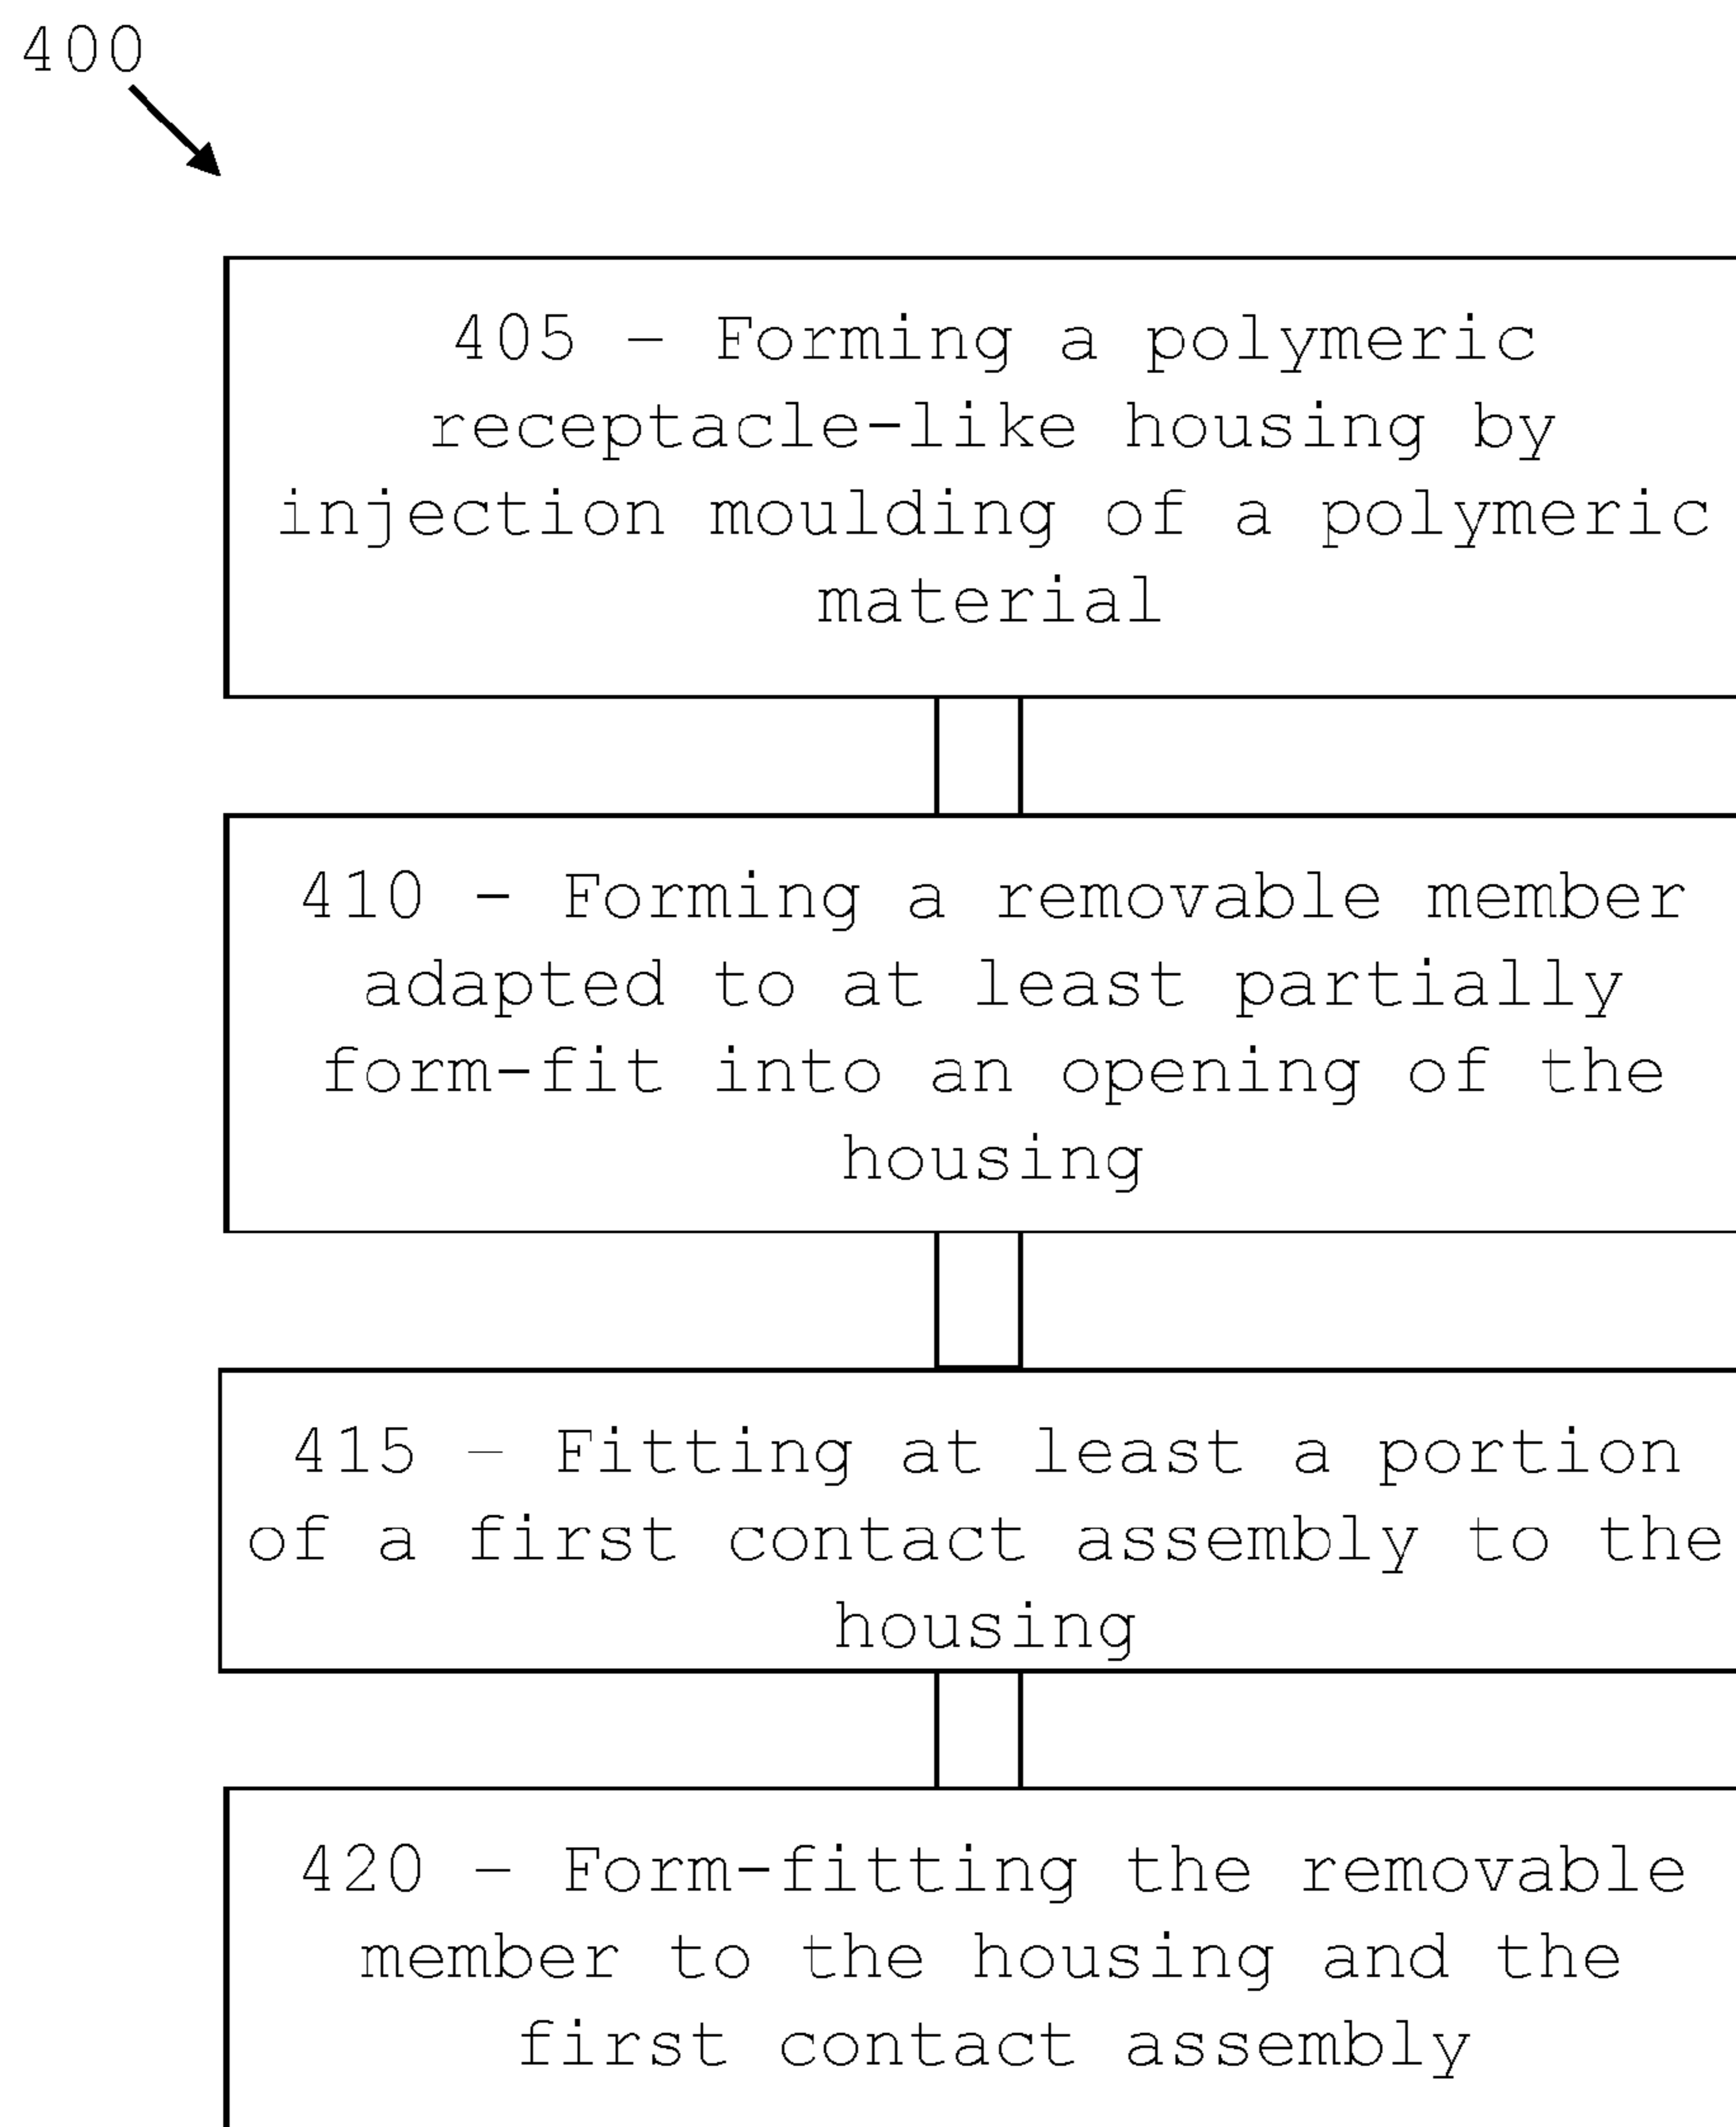 400
405 – Forming a polymeric
receptacle-like housing by
injection moulding of a polymeric
material
410 - Forming a removable member
adapted to at least partially
form-fit into an opening of the
housing
415 – Fitting at least a portion
of a first contact assembly to the
housing
420 – Form-fitting the removable
member to the housing and the
first contact assembly